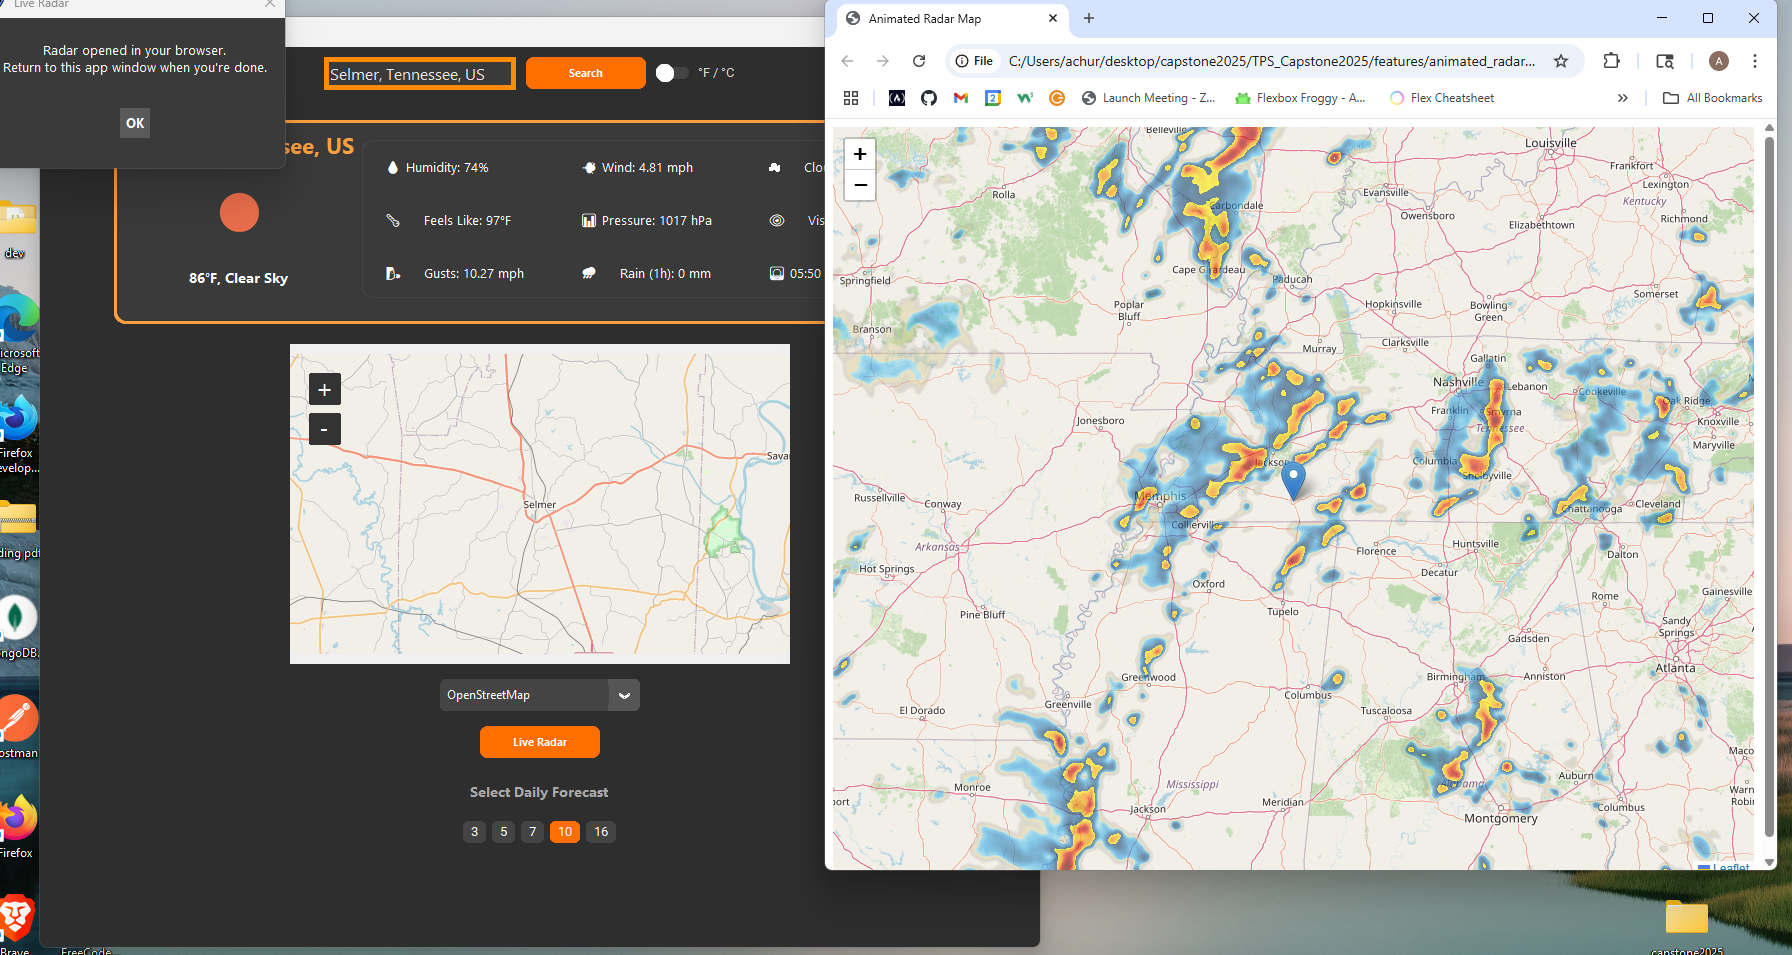 Live Radar
Radar opened in your browser.
Return to this app window when you're done.
OK
Selmer, Tennessee, US
Search
°F / °C
see, US
86°F, Clear Sky
Humidity: 74%
Wind: 4.81 mph
Clou
Feels Like: 97°F
Pressure: 1017 hPa
Vis
Gusts: 10.27 mph
Rain (1h): 0 mm
05:50
+
-
Selmer
Savar
OpenStreetMap
Live Radar
Select Daily Forecast
3
5
7
10
16
dev
icrosoft
Edge
Firefox
evelop...
ding.pdf
ongoDB.
ostman
Firefox
Brave
FreeCode
capstone2025
Animated Radar Map
File
C:/Users/achur/desktop/capstone2025/TPS_Capstone2025/features/animated_radar...
A
Launch Meeting - Z...
Flexbox Froggy - A...
Flex Cheatsheet
All Bookmarks
+
−
Belleville
Louisville
Frankfort
Rolla
Evansville
Lexington
Kentucky
Carbondale
Owensboro
Richmond
Elizabethtown
Cape Girardeau
Springfield
Paducah
Somerset
Poplar
Bluff
Hopkinsville
Bowling
Green
Branson
Murray
Clarksville
Gallatin
Nashville
Lebanon
Cookeville
Oak Ridge
Franklin
Smyrna
Tennessee
Knoxville
Jonesboro
Maryville
Jackson
Columbia
Shelbyville
Russellville
Conway
Memphis
Cleveland
Chattanooga
Collierville
Arkansas
Huntsville
Florence
Dalton
Hot Springs
Decatur
Oxford
Rome
Gainesville
Pine Bluff
Tupelo
Sandy
Springs
Gadsden
Atlanta
Greenwood
Birmingham
Anniston
Columbus
Greenville
El Dorado
Tuscaloosa
Maco
Auburn
Mississippi
Alabama
Monroe
Warn
Robi
port
Jackson
Meridian
Columbus
Montgomery
Leaflet